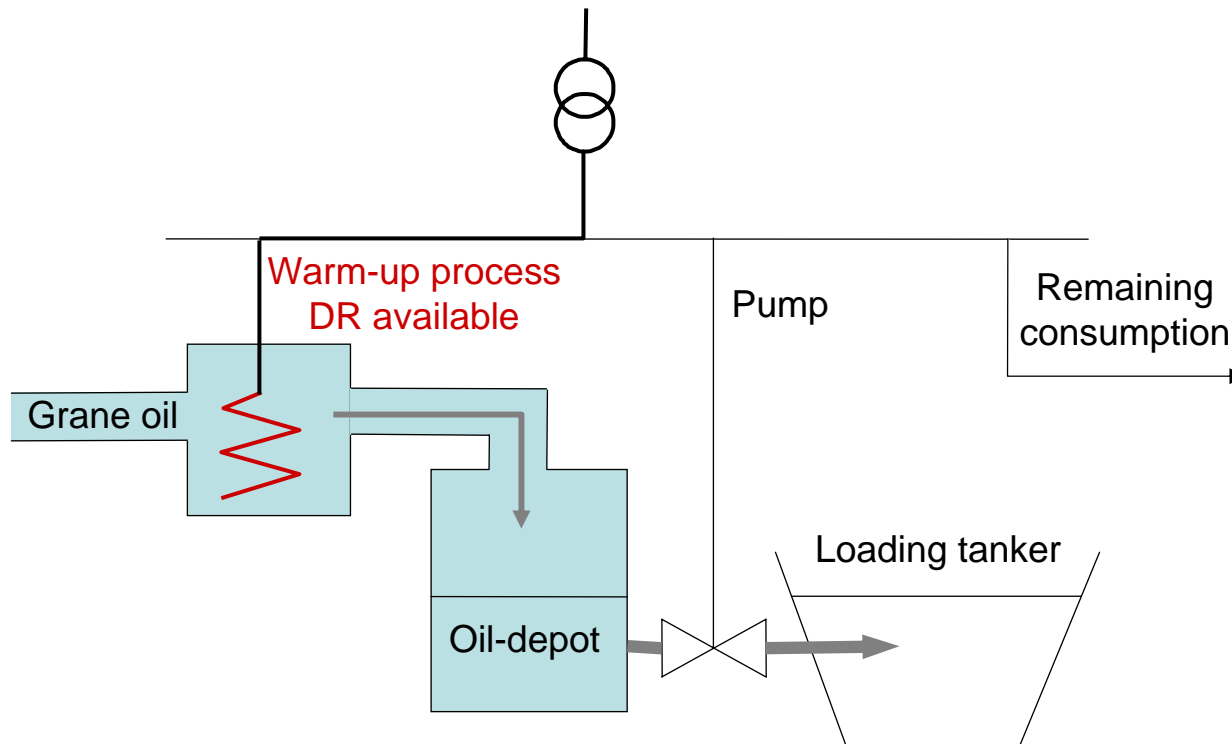 Warm-up process
DR available
Pump
Remaining
consumption
Grane oil
Loading tanker
Oil-depot